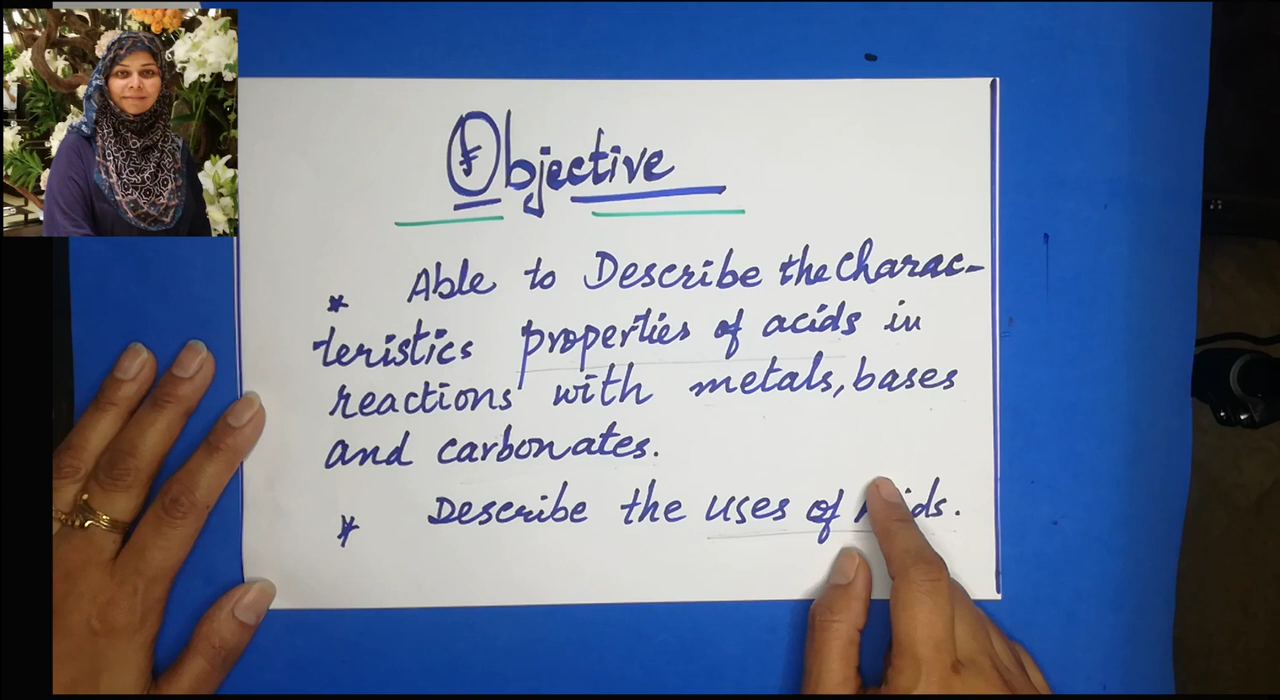 Objective
* Able to Describe the Charac-
teristics properties of acids in
reactions with metals, bases
and carbonates.
* Describe the uses of Acids.